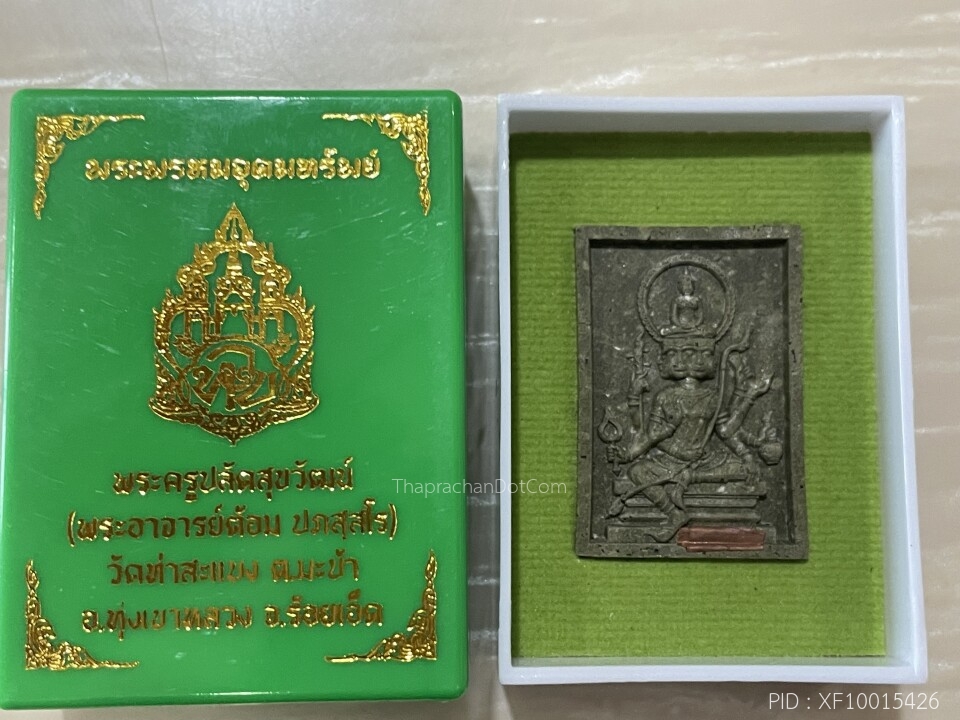 พระพรหมอุดมทรัพย์
พระครูปลัดสุขวัฒน์
(พระอาจารย์ต้อม ปภสฺสโร)
วัดท่าสะแบง ต.มะบ้า
อ.ทุ่งเขาหลวง จ.ร้อยเอ็ด
ThaprachanDotCom
PID : XF10015426